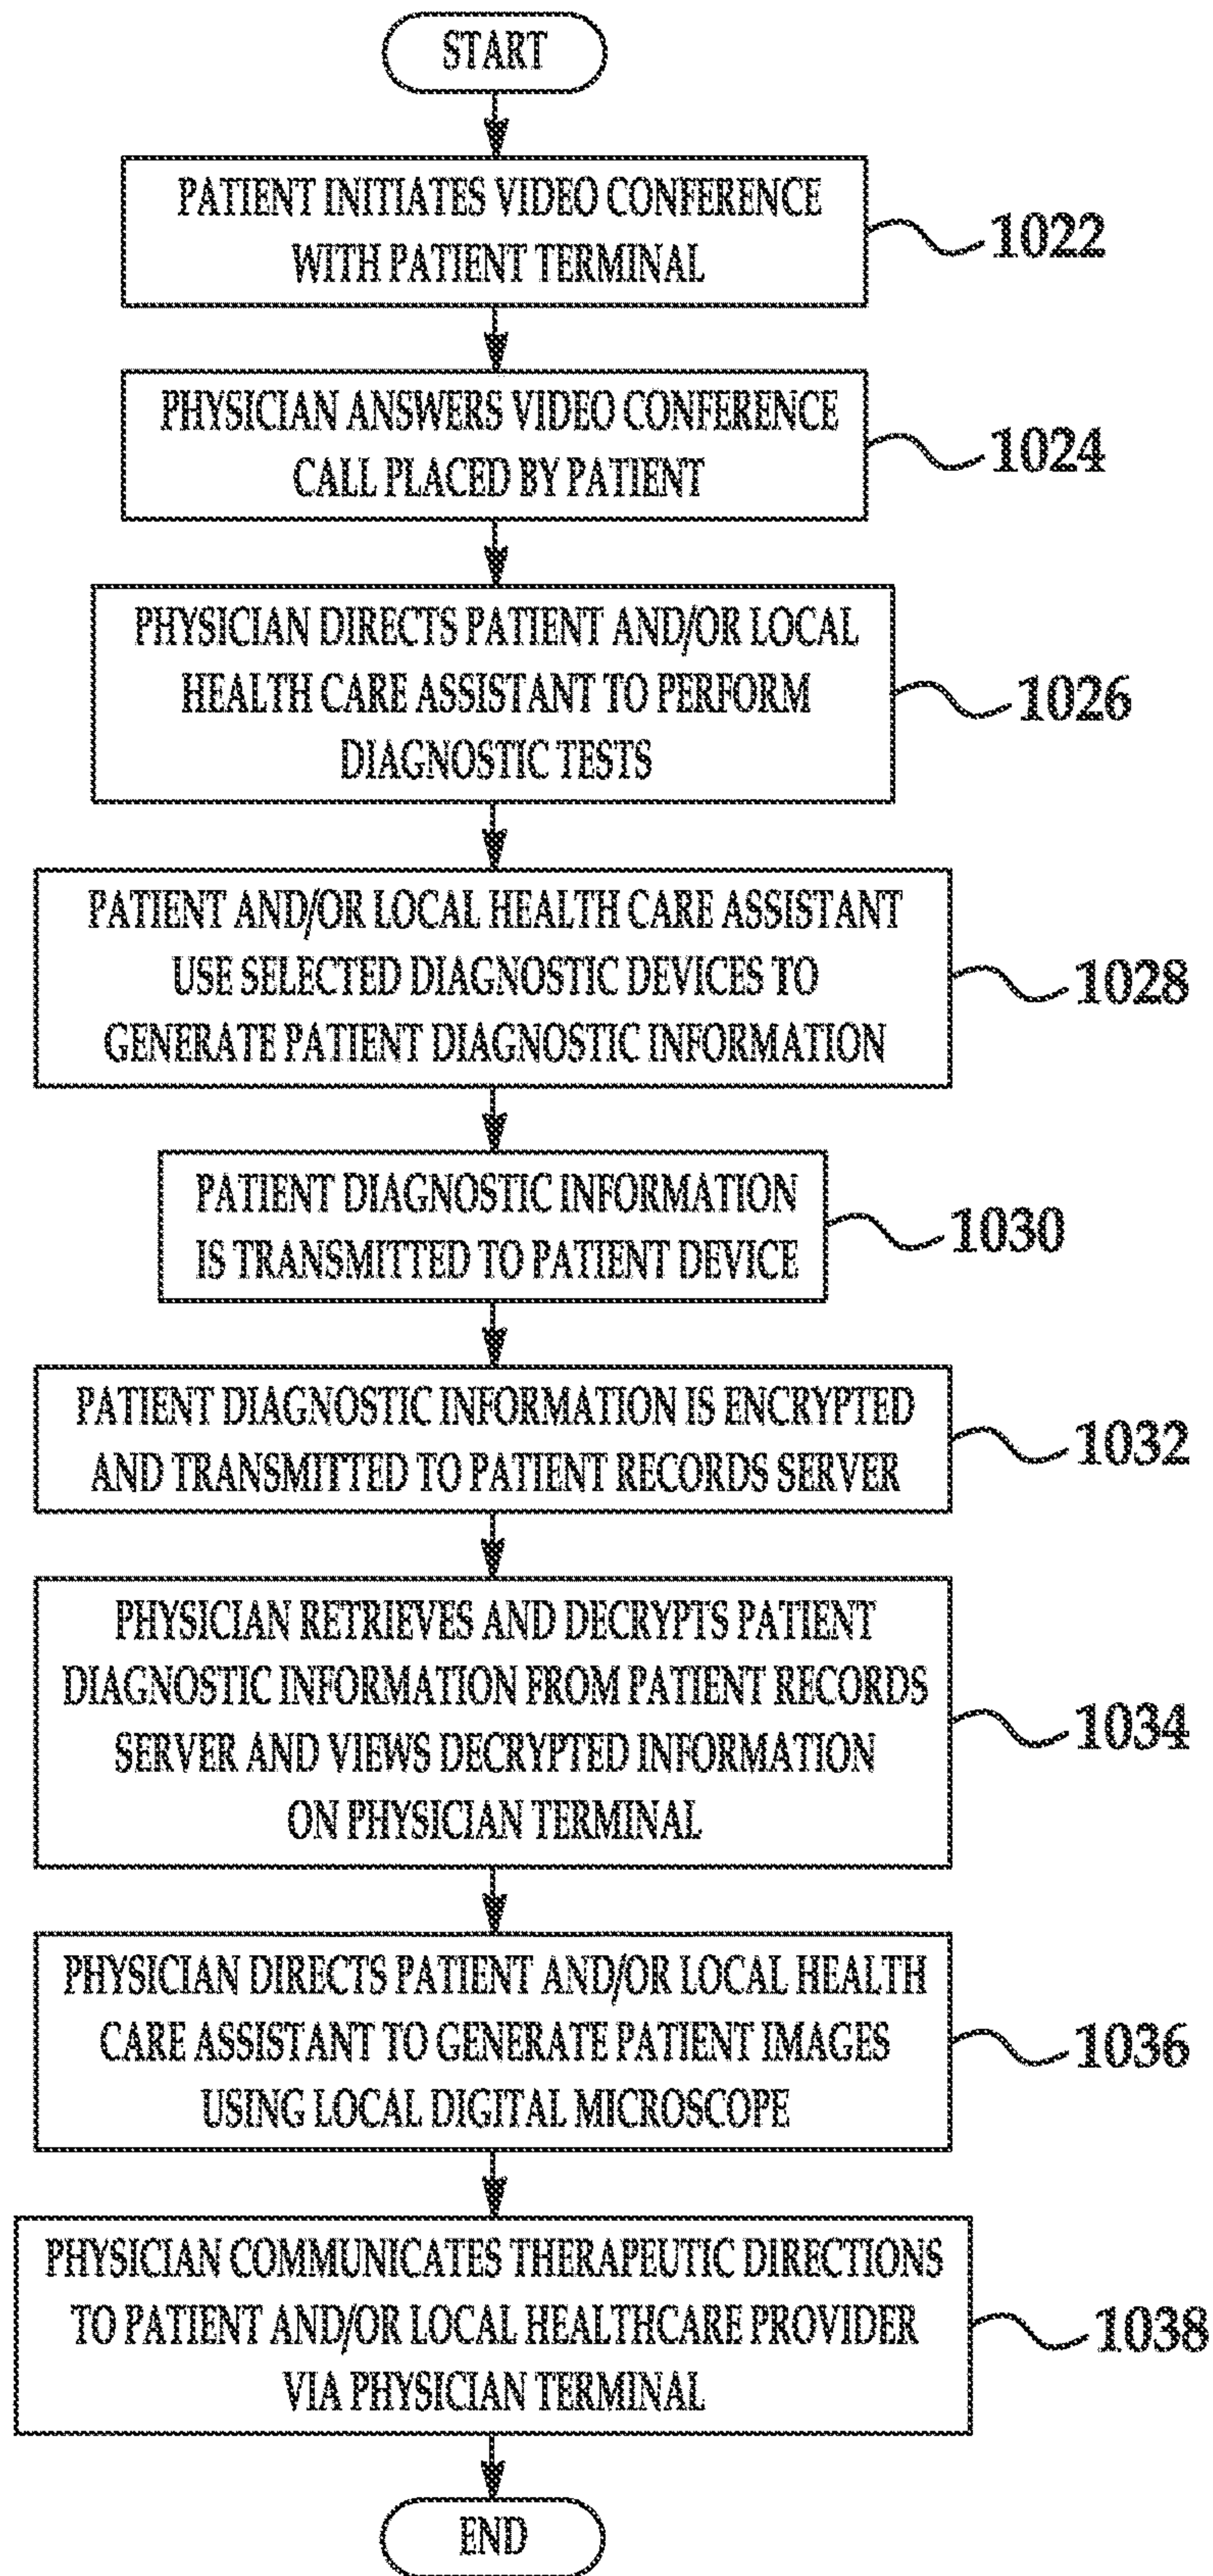 START
PATIENT INITIATES VIDEO CONFERENCE
WITH PATIENT TERMINAL
1022
PHYSICIAN ANSWERS VIDEO CONFERENCE
CALL PLACED BY PATIENT
1024
PHYSICIAN DIRECTS PATIENT AND/OR LOCAL
HEALTH CARE ASSISTANT TO PERFORM
DIAGNOSTIC TESTS
1026
PATIENT AND/OR LOCAL HEALTH CARE ASSISTANT
USE SELECTED DIAGNOSTIC DEVICES TO
GENERATE PATIENT DIAGNOSTIC INFORMATION
1028
PATIENT DIAGNOSTIC INFORMATION
IS TRANSMITTED TO PATIENT DEVICE
1030
PATIENT DIAGNOSTIC INFORMATION IS ENCRYPTED
AND TRANSMITTED TO PATIENT RECORDS SERVER
1032
PHYSICIAN RETRIEVES AND DECRYPTS PATIENT
DIAGNOSTIC INFORMATION FROM PATIENT RECORDS
SERVER AND VIEWS DECRYPTED INFORMATION
ON PHYSICIAN TERMINAL
1034
PHYSICIAN DIRECTS PATIENT AND/OR LOCAL HEALTH
CARE ASSISTANT TO GENERATE PATIENT IMAGES
USING LOCAL DIGITAL MICROSCOPE
1036
PHYSICIAN COMMUNICATES THERAPEUTIC DIRECTIONS
TO PATIENT AND/OR LOCAL HEALTHCARE PROVIDER
VIA PHYSICIAN TERMINAL
1038
END